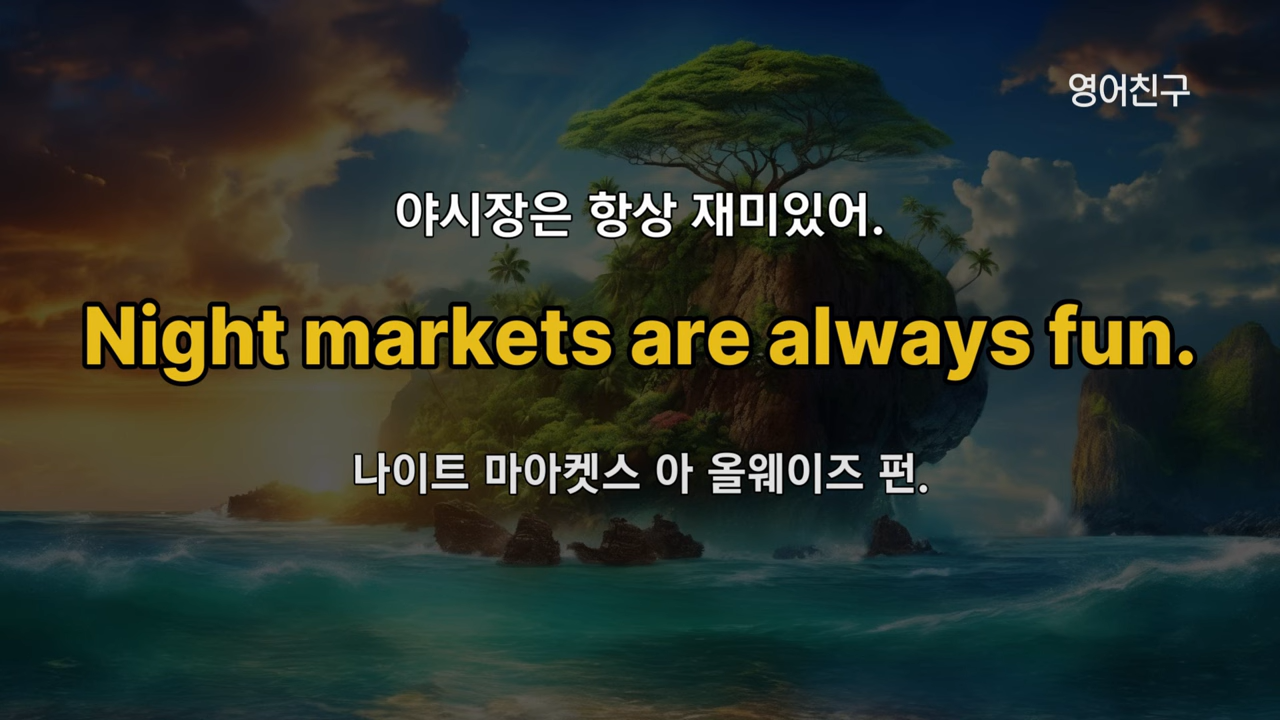 영어친구
야시장은 항상 재미있어.
Night markets are always fun.
나이트 마아켓스 아 올웨이즈 펀.